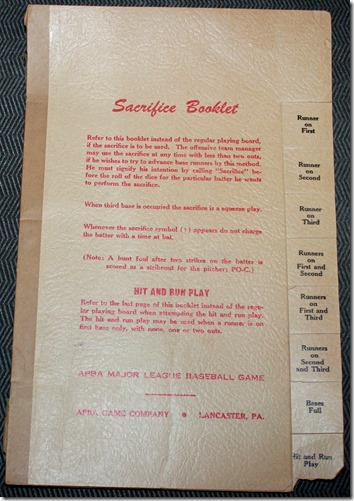 Sacrifice Booklet
Refer to this booklet instead of the regular playing board,
if the sacrifice is to be used. The offensive team manager
may use the sacrifice at any time with less than two outs,
if he wishes to try to advance base runners by this method.
He must signify his intention by calling "Sacrifice" be-
fore the roll of the dice for the particular batter he wants
to perform the sacrifice.
When third base is occupied the sacrifice is a squeeze play.
Whenever the sacrifice symbol (+) appears do not charge
the batter with a time at bat.
(Note: A bunt foul after two strikes on the batter is
scored as a strikeout for the pitcher; PO-C.)
HIT AND RUN PLAY
Refer to the last page of this booklet instead of the regu-
lar playing board when attempting the hit and run play.
The hit and run play may be used when a runner is on
first base only, with none, one or two outs.
APBA MAJOR LEAGUE BASEBALL GAME
APBA GAME COMPANY • LANCASTER, PA.
Runner
on
First
Runner
on
Second
Runner
on
Third
Runners
on
First and
Second
Runners
on
First and
Third
Runners
on
Second
and Third
Bases
Full
Hit and Run
Play